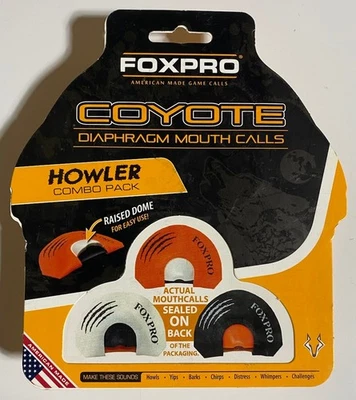 FOXPRO®
AMERICAN MADE GAME CALLS
COYOTE
DIAPHRAGM MOUTH CALLS
HOWLER
COMBO PACK
RAISED DOME
FOR EASY USE!
FOXPRO
FOXPRO
FOXPRO
ACTUAL
MOUTHCALLS
SEALED
ON
BACK
OF THE
PACKAGING.
AMERICAN MADE
MAKE THESE SOUNDS: Howls · Yips · Barks · Chirps · Distress · Whimpers · Challenges